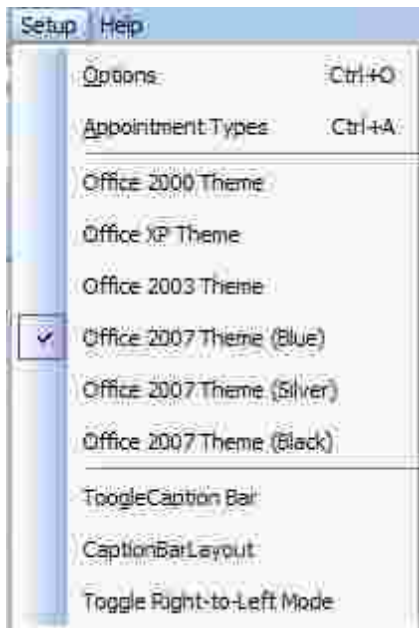 Setup Help
Options Ctrl+O
Appointment Types Ctrl+A
Office 2000 Theme
Office XP Theme
Office 2003 Theme
Office 2007 Theme (Blue)
Office 2007 Theme (Silver)
Office 2007 Theme (Black)
ToogleCaption Bar
CaptionBarLayout
Toggle Right-to-Left Mode